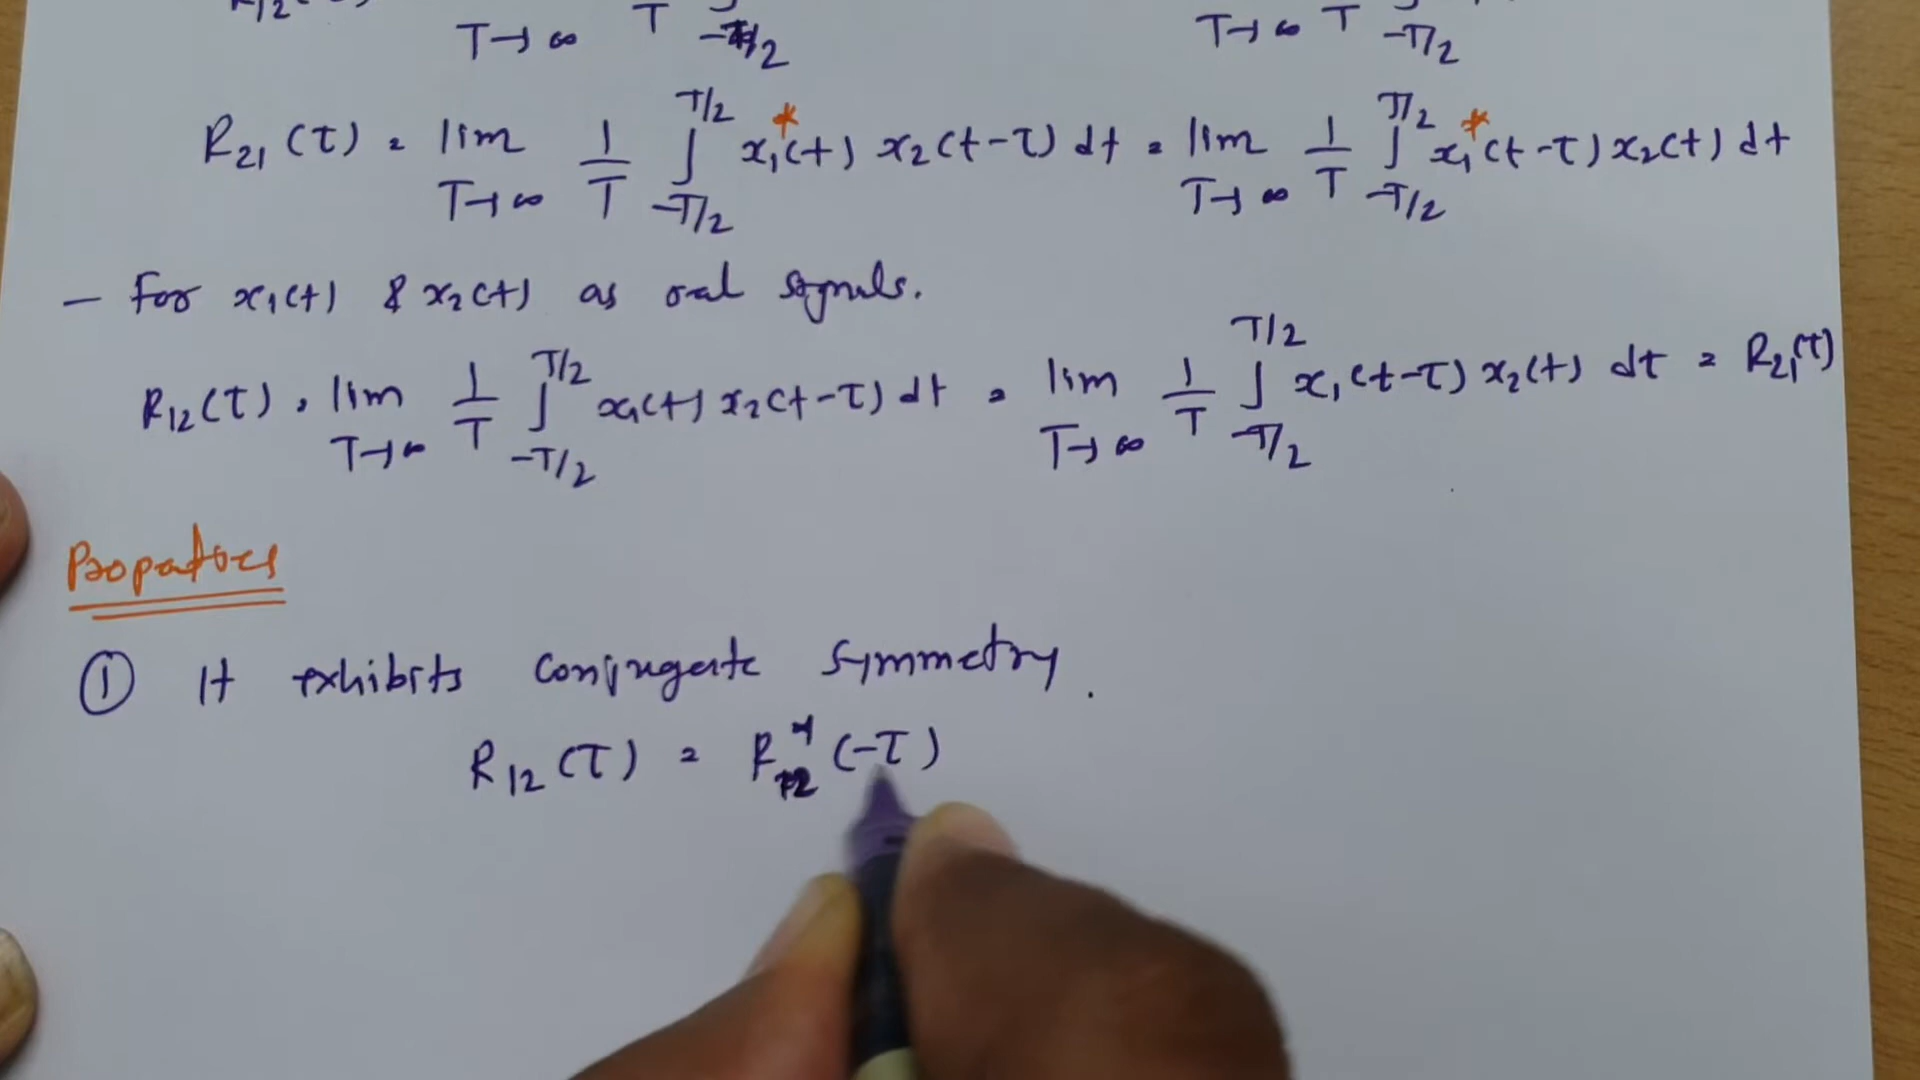 T→∞ T -T/2 T→∞ T -T/2
R21(τ) = lim T→∞ 1/T ∫ T/2 -T/2 x1*(t) x2(t-τ) dt = lim T→∞ 1/T ∫ T/2 -T/2 x1*(t-τ) x2(t) dt
- For x1(t) & x2(t) as real signals.
R12(τ) = lim T→∞ 1/T ∫ T/2 -T/2 x1(t) x2(t-τ) dt = lim T→∞ 1/T ∫ T/2 -T/2 x1(t-τ) x2(t) dt = R21(τ)
Properties
① It exhibits conjugate symmetry.
R12(τ) = R*12(-τ)